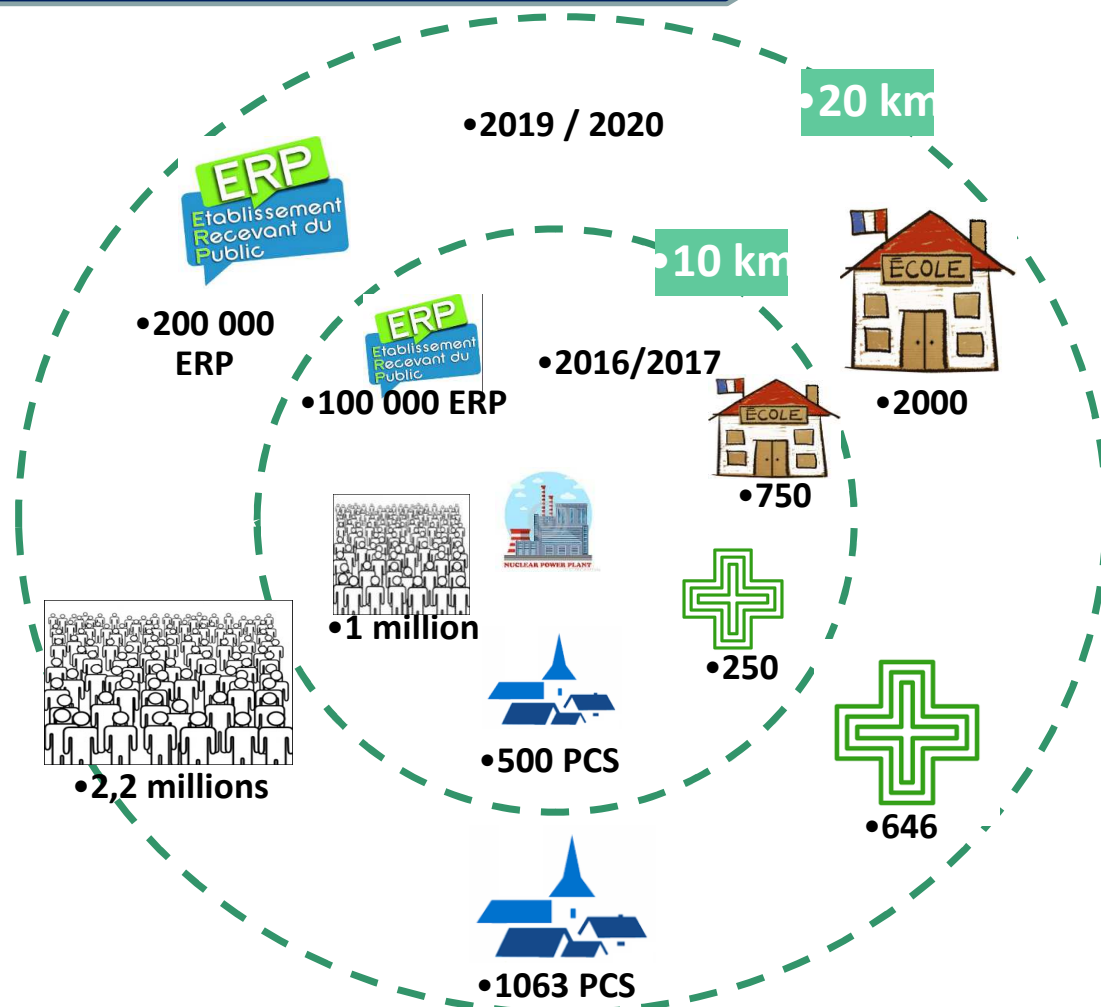 •20 km
•2019 / 2020
ERP
Etablissement
Recevant du
Public
•10 km
ÉCOLE
•200 000
ERP
ERP
Etablissement
Recevant du
Public
•2016/2017
•100 000 ERP
ÉCOLE
•2000
•750
NUCLEAR POWER PLANT
•1 million
•250
•500 PCS
•2,2 millions
•646
•1063 PCS